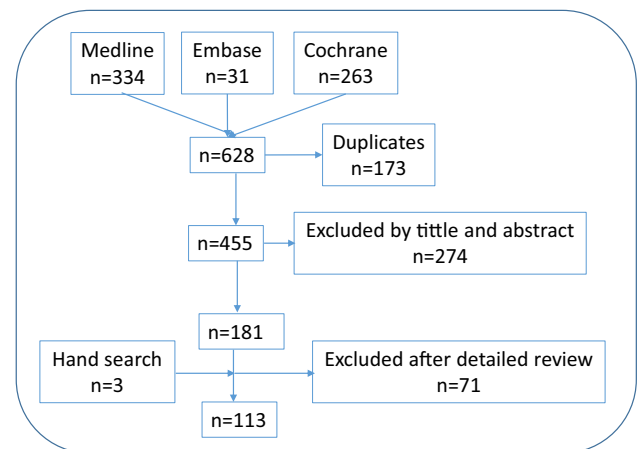 Medline
n=334
Embase
n=31
Cochrane
n=263
n=628
Duplicates
n=173
n=455
Excluded by tittle and abstract
n=274
n=181
Hand search
n=3
Excluded after detailed review
n=71
n=113